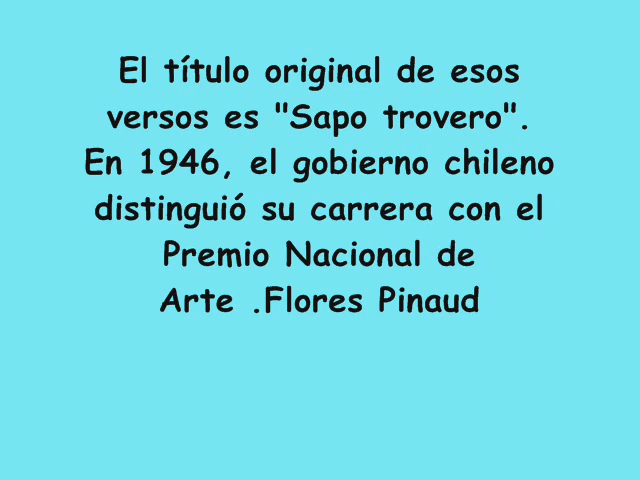 El título original de esos
versos es "Sapo trovero".
En 1946, el gobierno chileno
distinguió su carrera con el
Premio Nacional de
Arte .Flores Pinaud